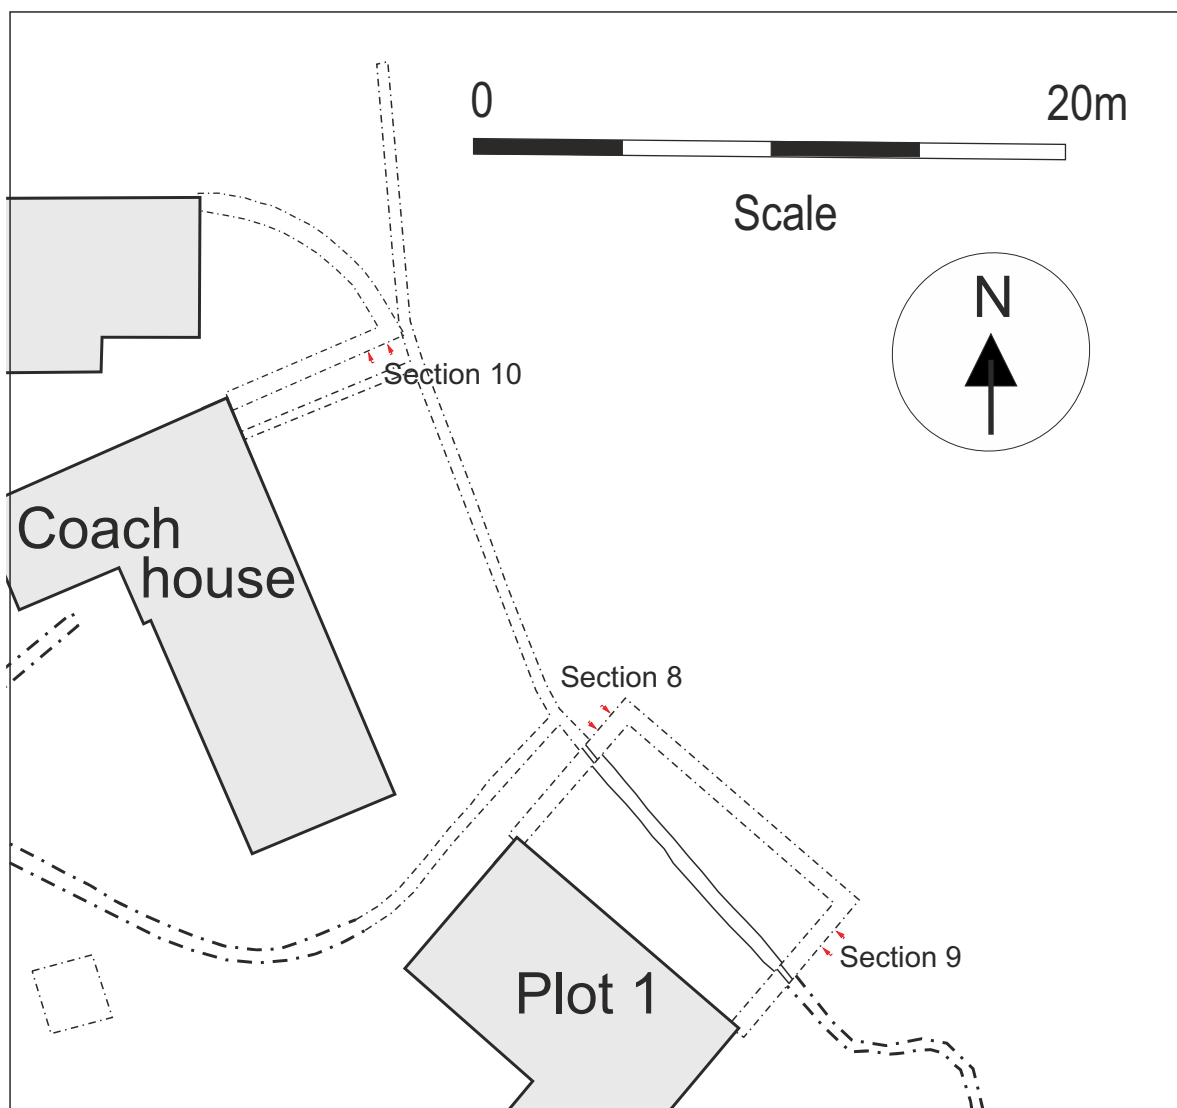 0
20m
Scale
N
Section 10
Coach
house
Section 8
Section 9
Plot 1